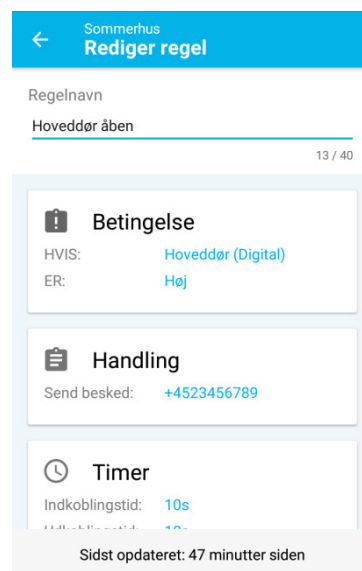 Sommerhus
Rediger regel
Regelnavn
Hoveddør åben
13 / 40
Betingelse
HVIS: Hoveddør (Digital)
ER: Høj
Handling
Send besked: +4523456789
Timer
Indkoblingstid: 10s
Sidst opdateret: 47 minutter siden